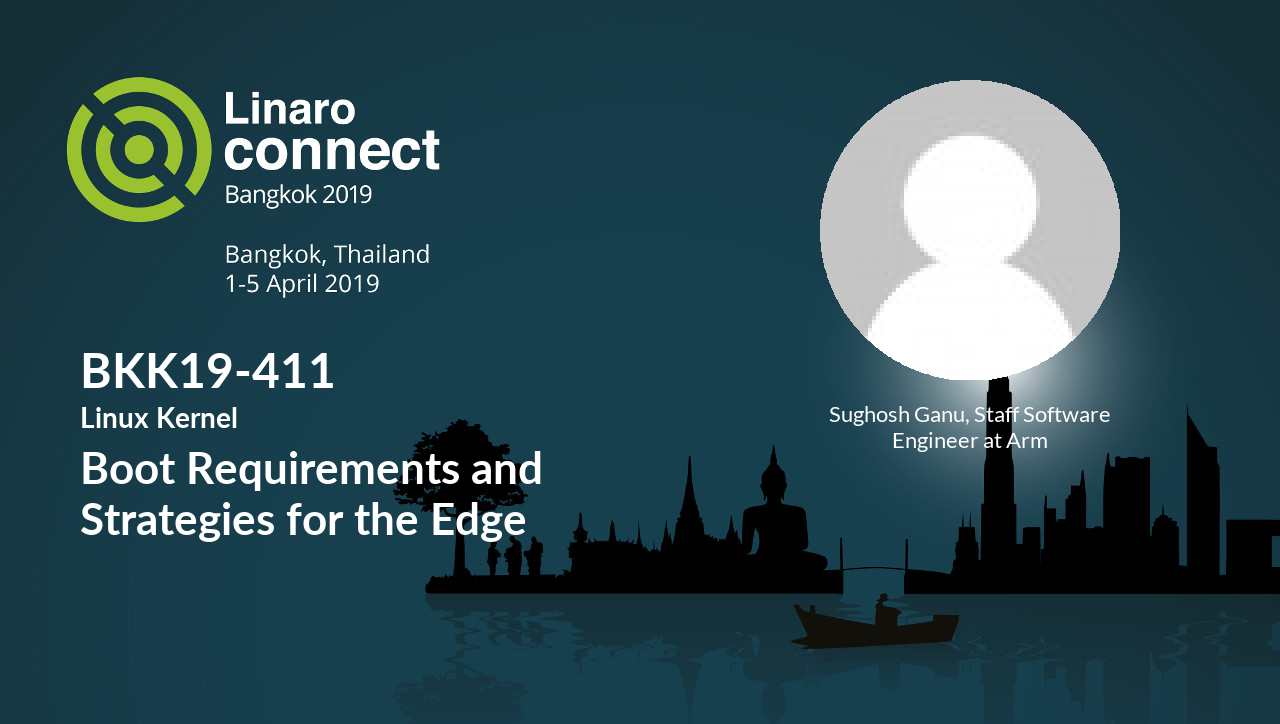 Linaro
connect
Bangkok 2019
Bangkok, Thailand
1-5 April 2019
BKK19-411
Linux Kernel
Boot Requirements and
Strategies for the Edge
Sughosh Ganu, Staff Software
Engineer at Arm